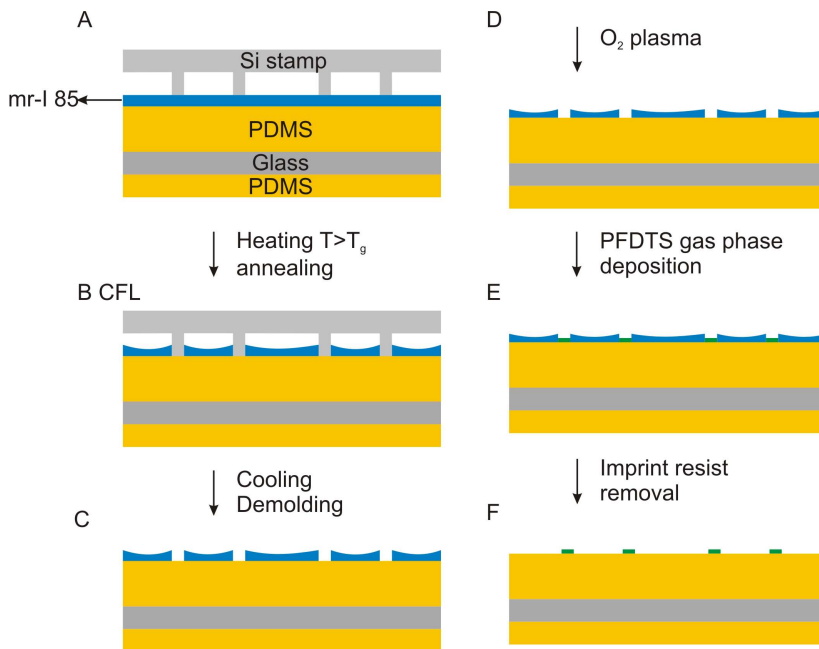 A
Si stamp
mr-I 85
PDMS
Glass
PDMS
Heating T>Tg
annealing
B CFL
Cooling
Demolding
C
D
O₂ plasma
PFDTS gas phase
deposition
E
Imprint resist
removal
F